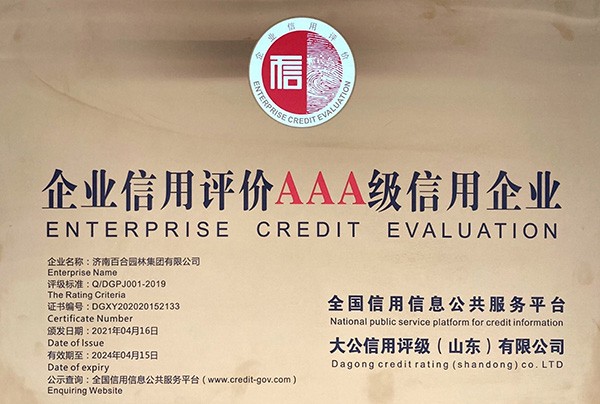 企业信用评价
信
ENTERPRISE CREDIT EVALUATION
企业信用评价AAA级信用企业
ENTERPRISE CREDIT EVALUATION
企业名称：济南百合园林集团有限公司
Enterprise Name
评级标准：Q/DGPJ001-2019
The Rating Criteria
证书编号：DGXY202020152133
Certificate Number
颁发日期：2021年04月16日
Date of Issue
有效期至：2024年04月15日
Date of expiry
公示查询：全国信用信息公共服务平台（www.credit-gov.com）
Enquiring Website
全国信用信息公共服务平台
National public service platform for credit information
大公信用评级（山东）有限公司
Dagong credit rating (shandong) co. LTD